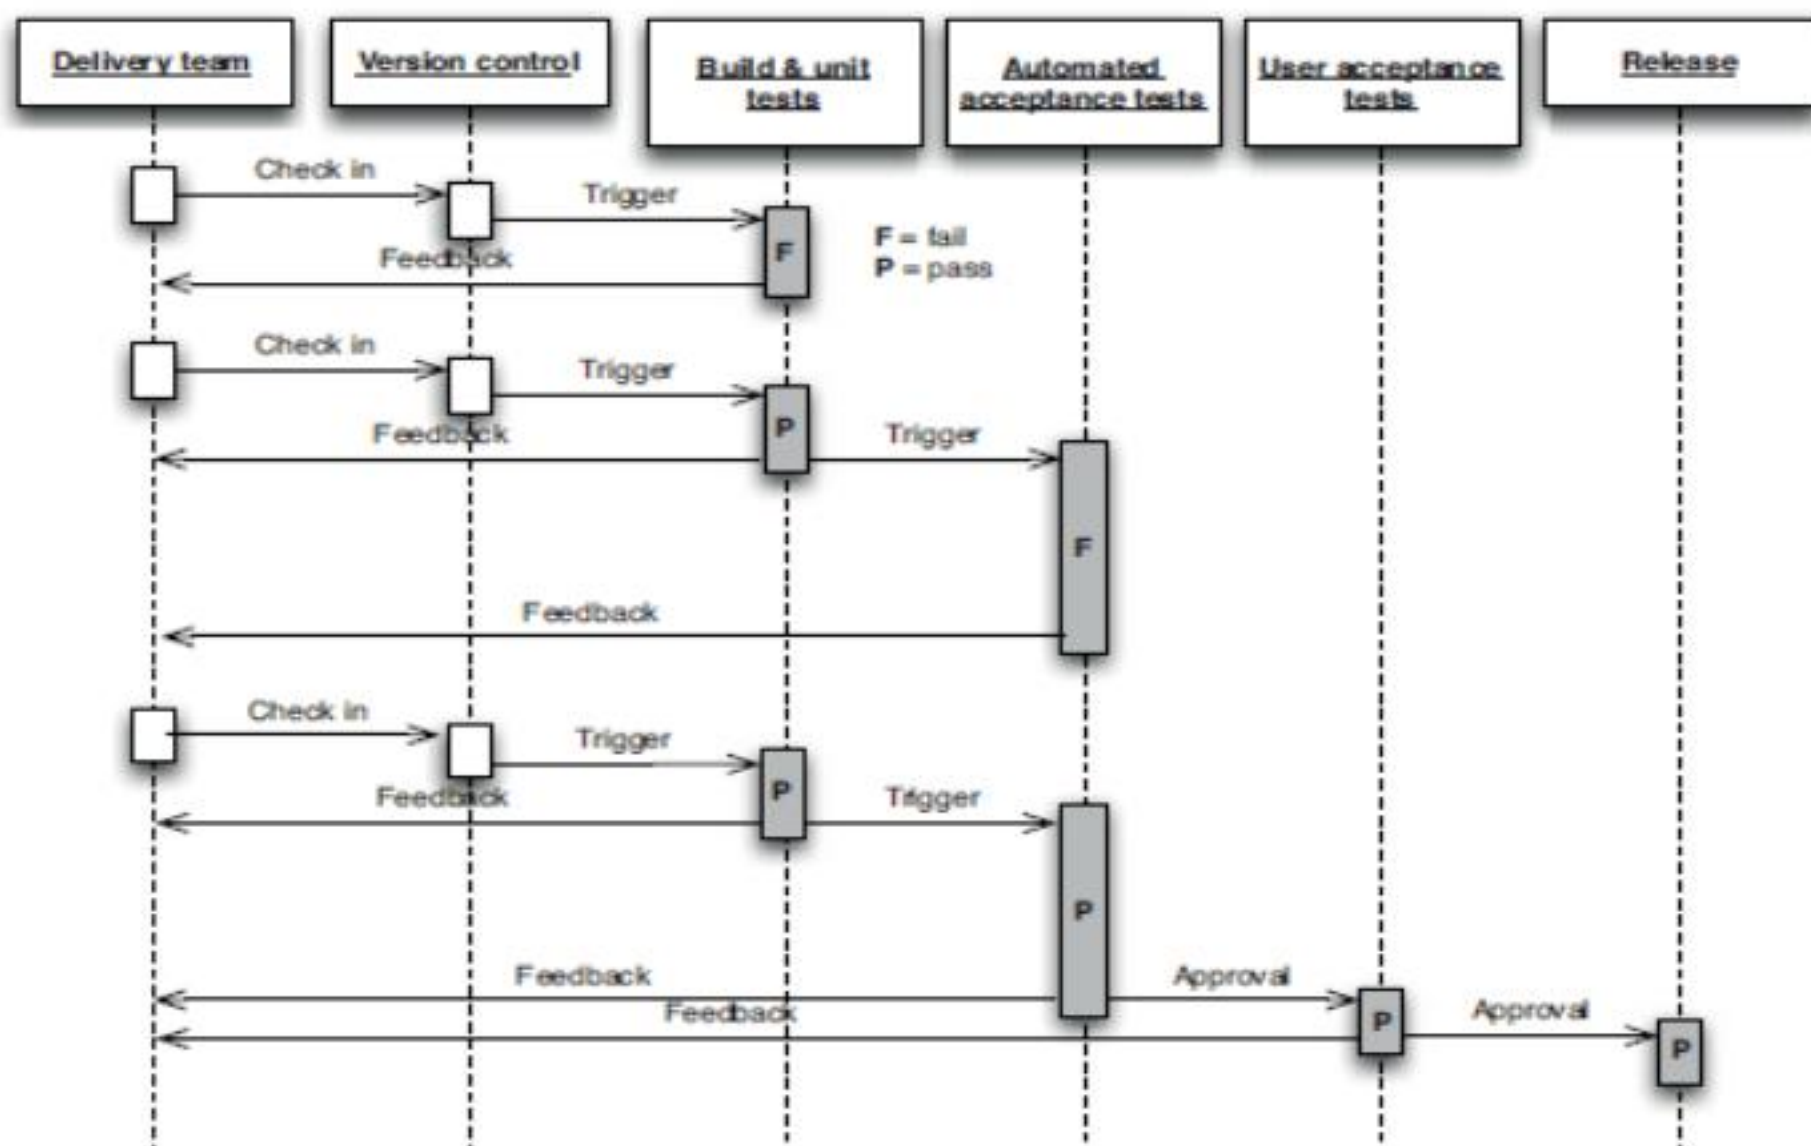 Delivery team
Version control
Build & unit
tests
Automated
acceptance tests
User acceptance
tests
Release
Check in
Trigger
F
F = fail
P = pass
Feedback
Check in
Trigger
P
Feedback
Trigger
F
Feedback
Check in
Trigger
P
Feedback
Trigger
P
Feedback
Approval
Feedback
P
Approval
P